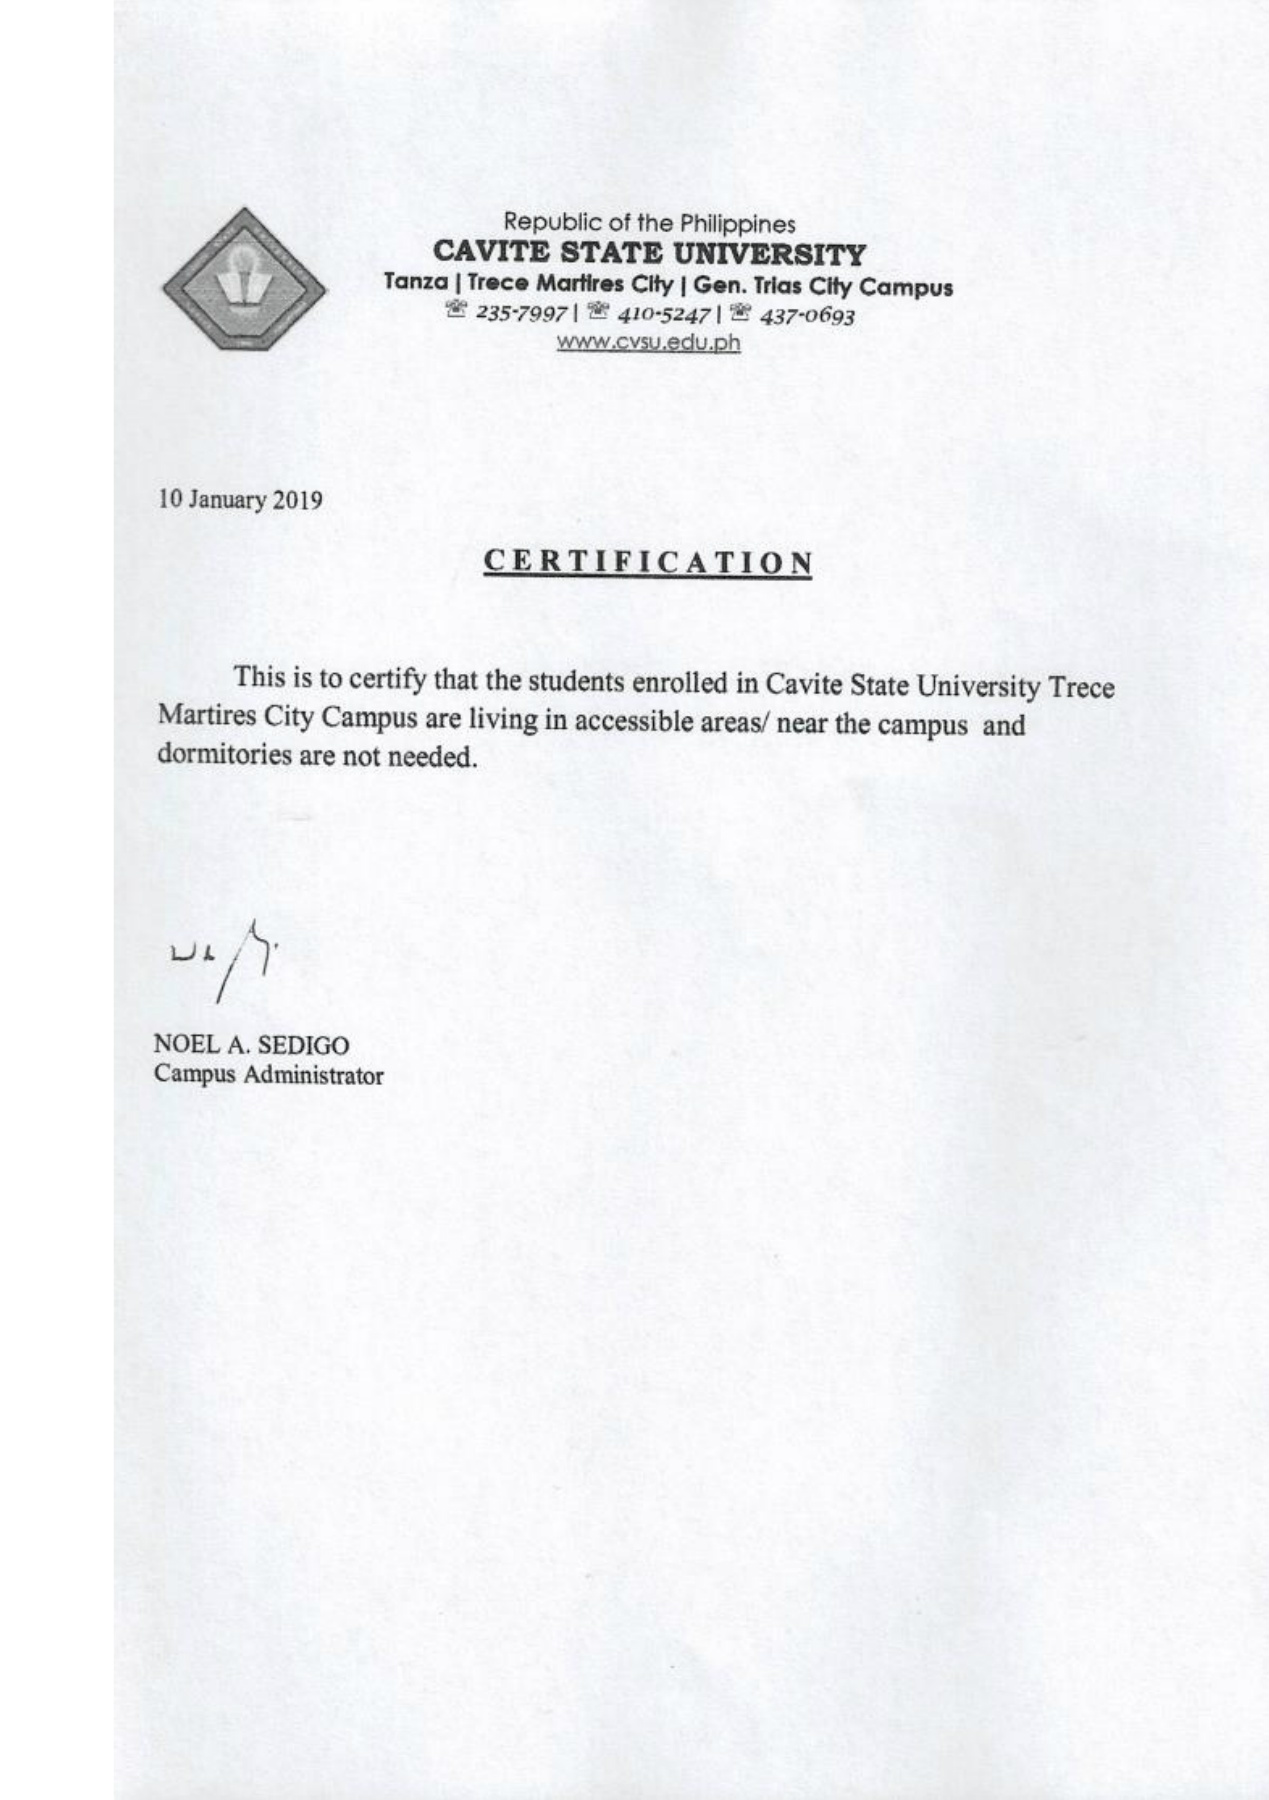 Republic of the Philippines
CAVITE STATE UNIVERSITY
Tanza | Trece Martires City | Gen. Trias City Campus
☏ 235-7997 | ☏ 410-5247 | ☏ 437-0693
www.cvsu.edu.ph
10 January 2019
CERTIFICATION
This is to certify that the students enrolled in Cavite State University Trece
Martires City Campus are living in accessible areas/ near the campus and
dormitories are not needed.
NOEL A. SEDIGO
Campus Administrator